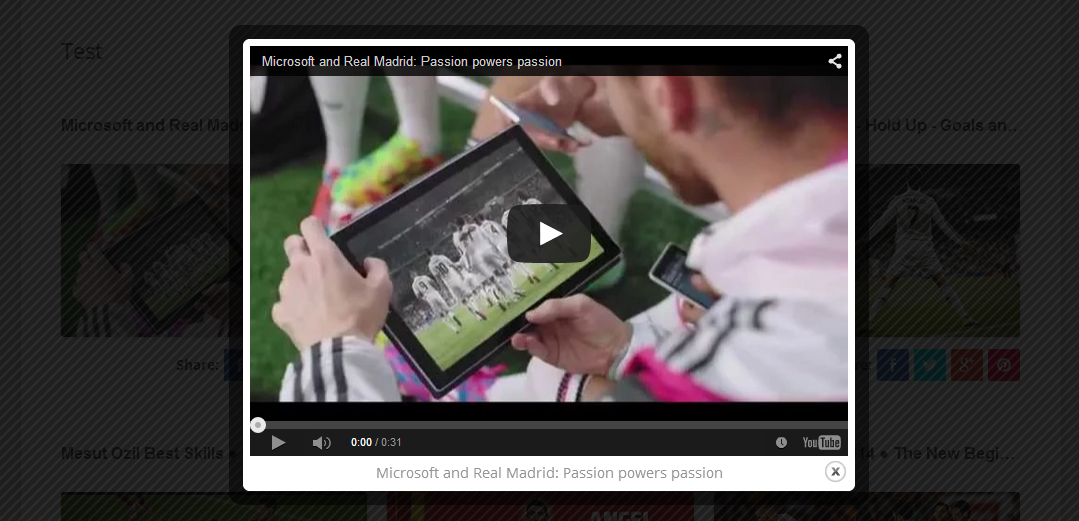 Test
Microsoft and Real Madrid: Passion powers passion
Microsoft and Real Mad
Hold Up - Goals an...
Share:
0:00 / 0:31
YouTube
Microsoft and Real Madrid: Passion powers passion
Mesut Ozil Best Skills ●
14 ● The New Begi...
ANGEL